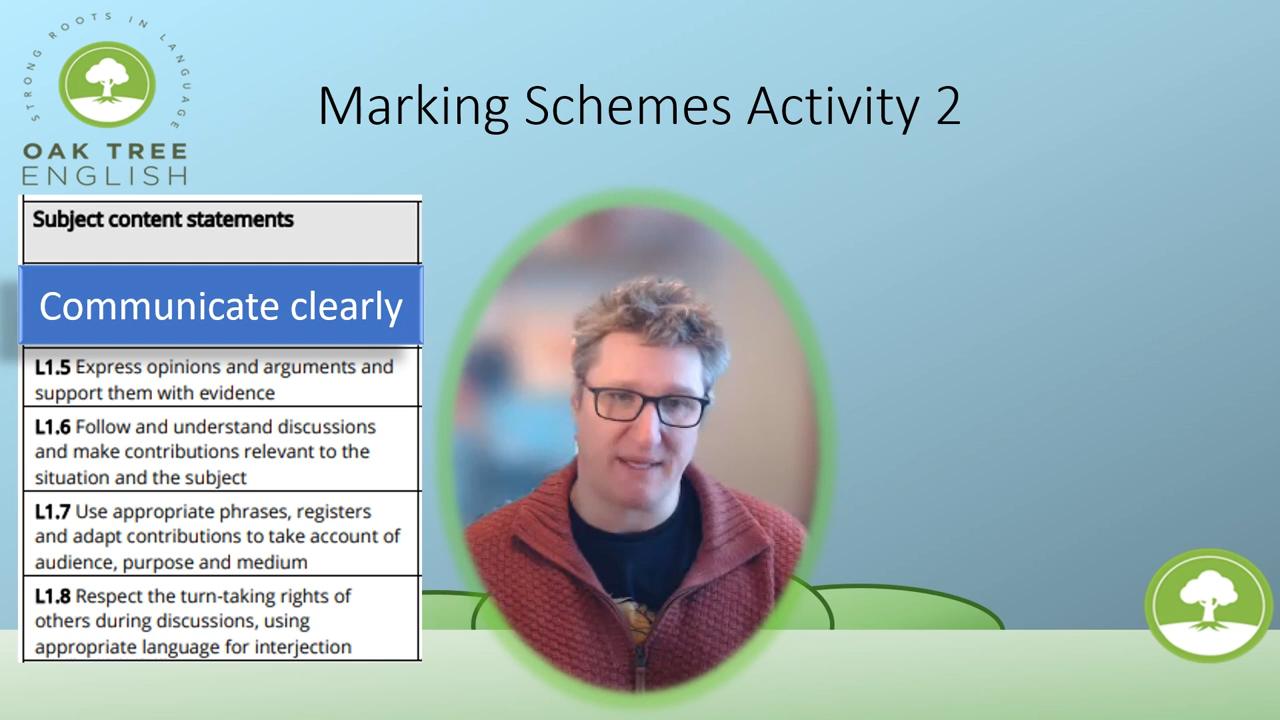 STRONG ROOTS IN LANGUAGE
OAK TREE
ENGLISH
Marking Schemes Activity 2
Subject content statements
Communicate clearly
L1.5 Express opinions and arguments and
support them with evidence
L1.6 Follow and understand discussions
and make contributions relevant to the
situation and the subject
L1.7 Use appropriate phrases, registers
and adapt contributions to take account of
audience, purpose and medium
L1.8 Respect the turn-taking rights of
others during discussions, using
appropriate language for interjection